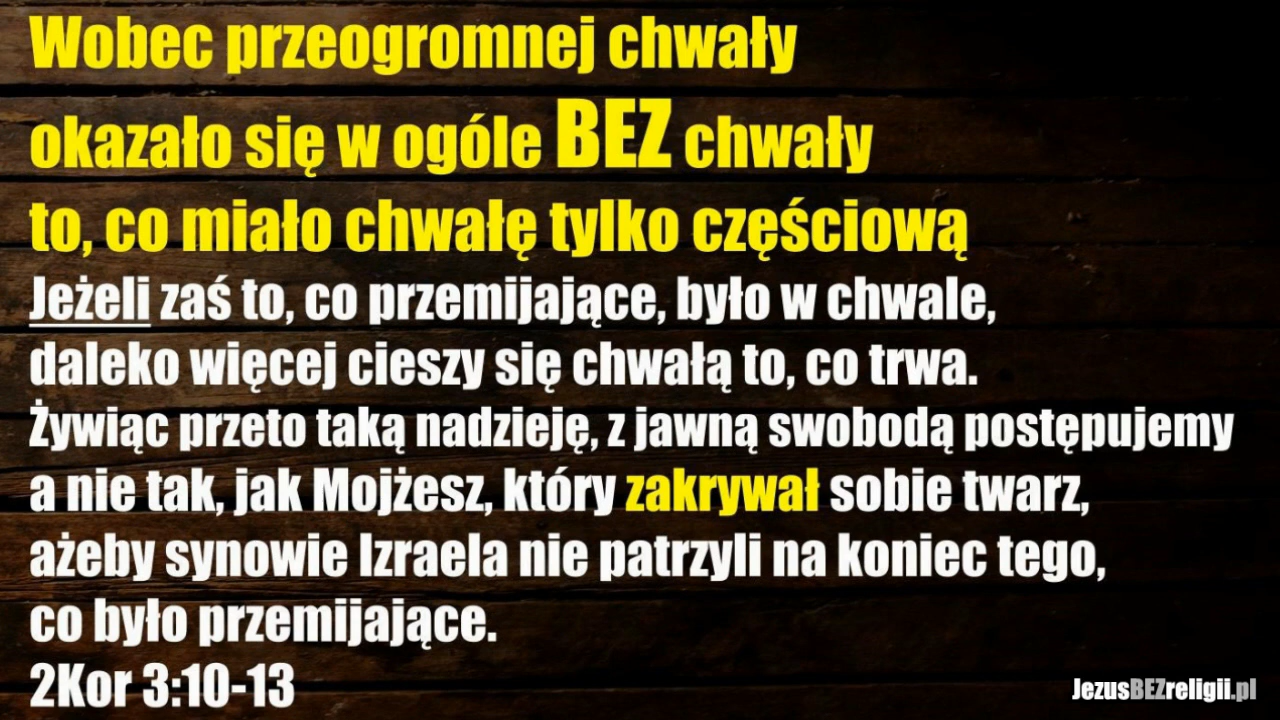 Wobec przeogromnej chwały
okazało się w ogóle BEZ chwały
to, co miało chwałę tylko częściową
Jeżeli zaś to, co przemijające, było w chwale,
daleko więcej cieszy się chwałą to, co trwa.
Żywiąc przeto taką nadzieję, z jawną swobodą postępujemy
a nie tak, jak Mojżesz, który zakrywał sobie twarz,
ażeby synowie Izraela nie patrzyli na koniec tego,
co było przemijające.
2Kor 3:10-13
JezusBEZreligii.pl